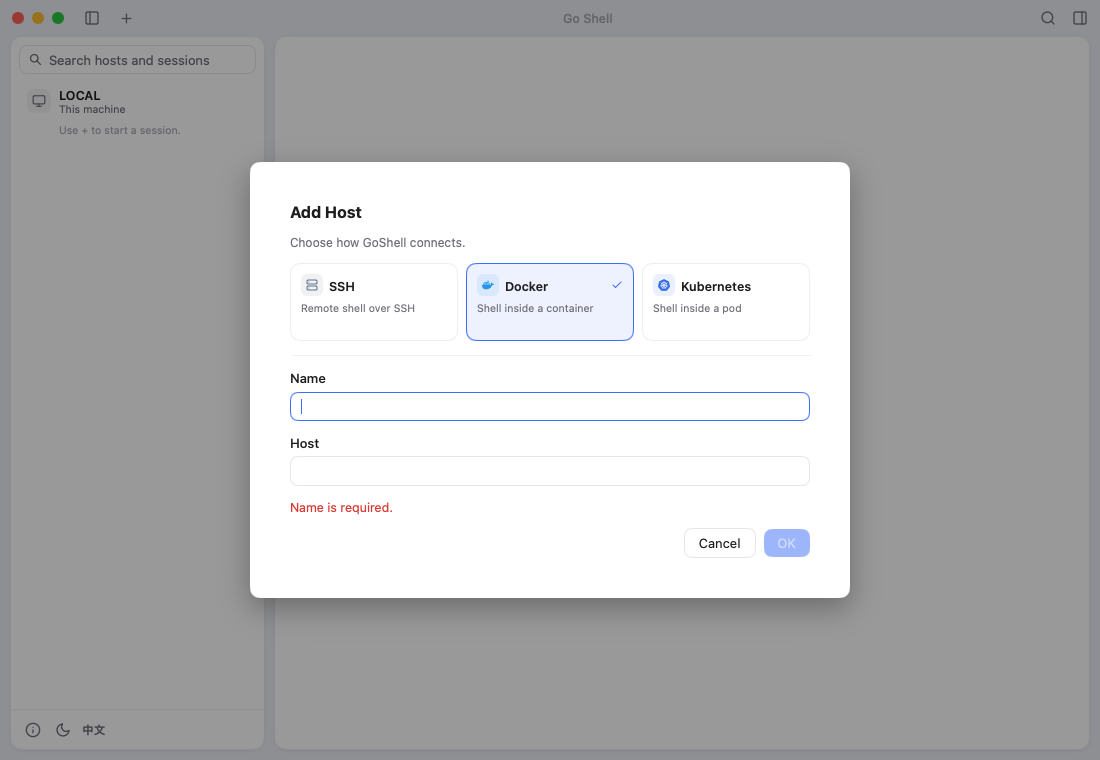 Go Shell
Search hosts and sessions
LOCAL
This machine
Use + to start a session.
Add Host
Choose how GoShell connects.
SSH
Remote shell over SSH
Docker
Shell inside a container
Kubernetes
Shell inside a pod
Name
Host
Name is required.
Cancel
OK
中文